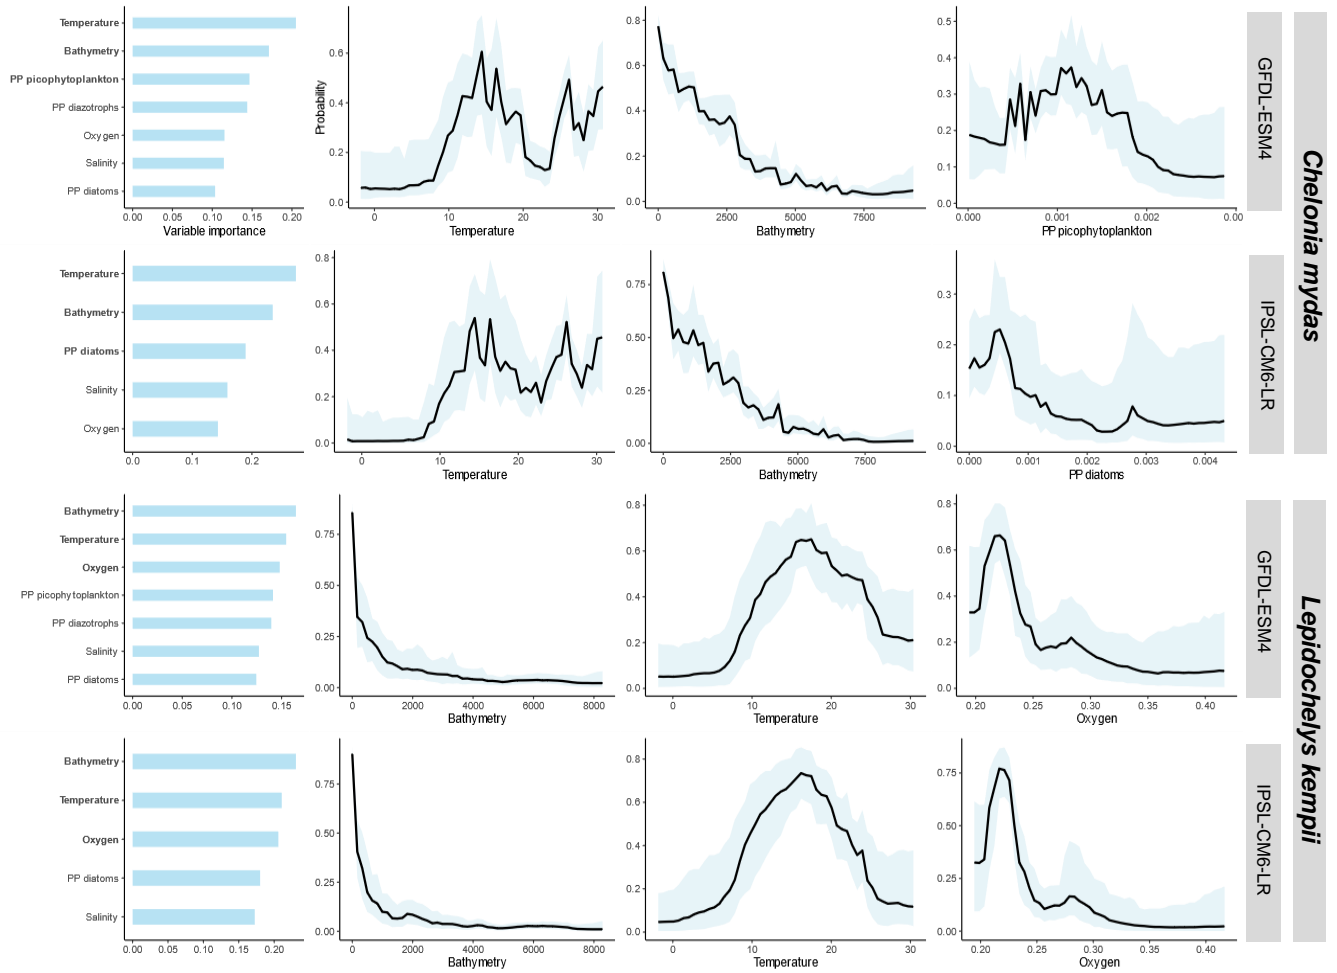 Temperature
Bathymetry
PP picophytoplankton
PP diazotrophs
Oxygen
Salinity
PP diatoms
0.00 0.05 0.10 0.15 0.20
Variable importance
Probability
0.6
0.4
0.2
0.0
0 10 20 30
Temperature
0.8
0.6
0.4
0.2
0.0
0 2500 5000 7500
Bathymetry
0.5
0.4
0.3
0.2
0.1
0.0
0.000 0.001 0.002 0.00
PP picophytoplankton
GFDL-ESM4
Chelonia mydas
Temperature
Bathymetry
PP diatoms
Salinity
Oxygen
0.0 0.1 0.2
0.8
0.6
0.4
0.2
0.0
0 10 20 30
Temperature
0.75
0.50
0.25
0.00
0 2500 5000 7500
Bathymetry
0.3
0.2
0.1
0.0
0.000 0.001 0.002 0.003 0.004
PP diatoms
IPSL-CM6-LR
Bathymetry
Temperature
Oxygen
PP picophytoplankton
PP diazotrophs
Salinity
PP diatoms
0.00 0.05 0.10 0.15
0.75
0.50
0.25
0.00
0 2000 4000 6000 8000
Bathymetry
0.8
0.6
0.4
0.2
0.0
0 10 20 30
Temperature
0.8
0.6
0.4
0.2
0.0
0.20 0.25 0.30 0.35 0.40
Oxygen
GFDL-ESM4
Lepidochelys kempii
Bathymetry
Temperature
Oxygen
PP diatoms
Salinity
0.00 0.05 0.10 0.15 0.20
0.75
0.50
0.25
0.00
0 2000 4000 6000 8000
Bathymetry
0.8
0.6
0.4
0.2
0.0
0 10 20 30
Temperature
0.75
0.50
0.25
0.00
0.20 0.25 0.30 0.35 0.40
Oxygen
IPSL-CM6-LR